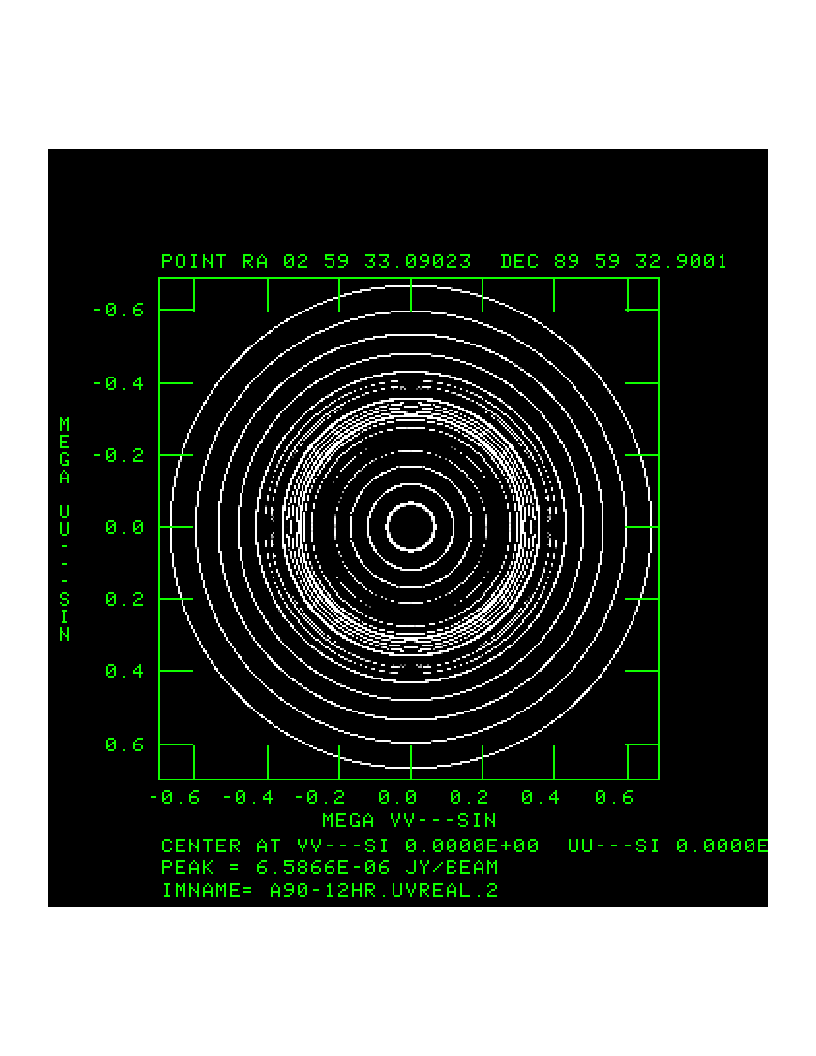 POINT RA 02 59 33.09023  DEC 89 59 32.9001
-0.6
-0.4
-0.2
0.0
0.2
0.4
0.6
MEGA UU---SIN
-0.6 -0.4 -0.2 0.0 0.2 0.4 0.6
MEGA VV---SIN
CENTER AT VV---SI 0.0000E+00  UU---SI 0.0000E
PEAK = 6.5866E-06 JY/BEAM
IMNAME= A90-12HR.UVREAL.2